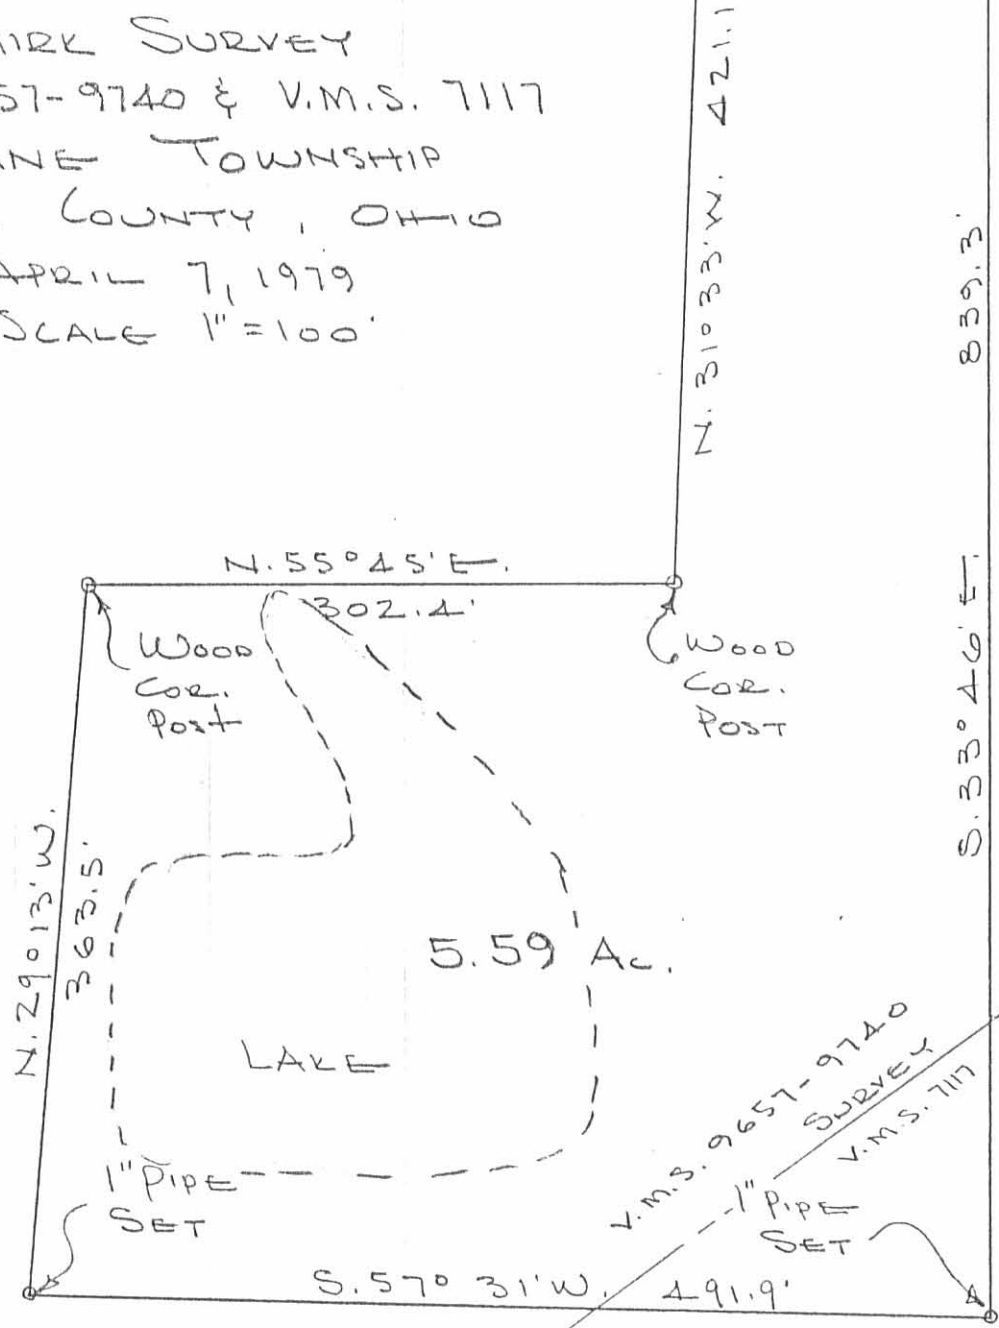 SURVEY
57-9740 & V.M.S. 7117
TOWNSHIP
COUNTY, OHIO
APRIL 7, 1979
SCALE 1" = 100'
N. 31° 33' W. 421.1
839.3'
S. 33° 46' E.
N. 55° 45' E.
302.4'
WOOD
COR.
POST
WOOD
COR.
POST
N. 29° 13' W.
363.5'
5.59 Ac.
LAKE
V.M.S. 9657-9740
SURVEY
V.M.S. 7117
1" PIPE
SET
1" PIPE
SET
S. 57° 31' W. 491.9'